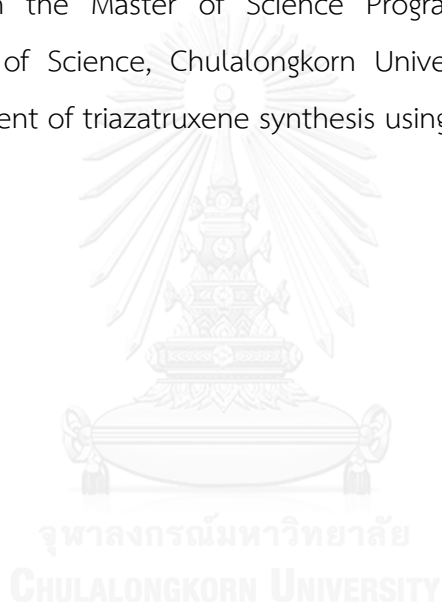 the Master of Science Progra
of Science, Chulalongkorn Unive
ent of triazatruxene synthesis using
จุฬาลงกรณ์มหาวิทยาลัย
CHULALONGKORN UNIVERSITY